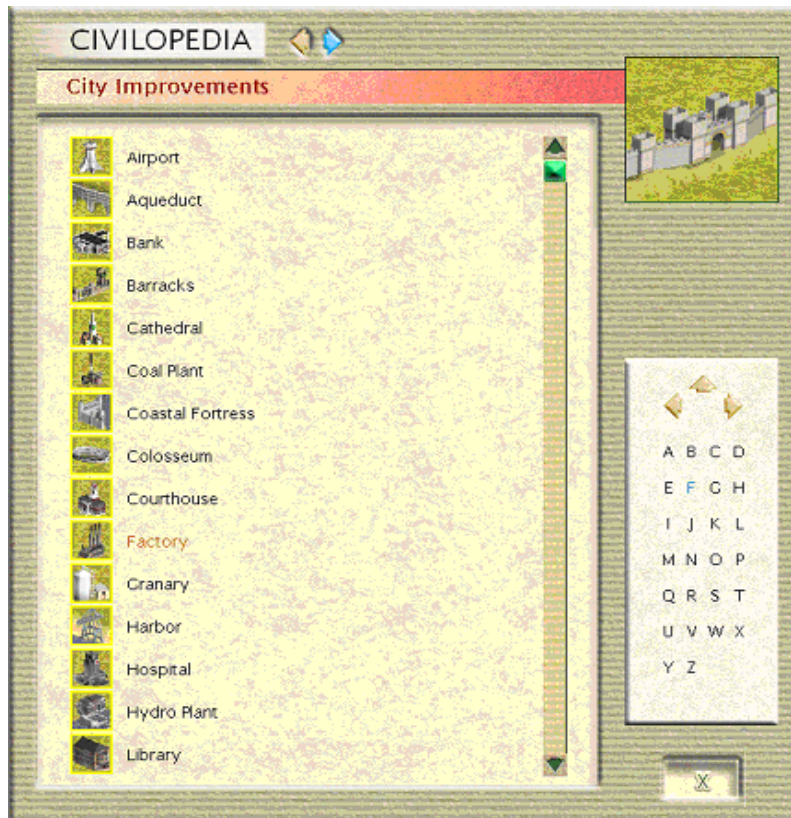 CIVILOPEDIA
City Improvements
Airport
Aqueduct
Bank
Barracks
Cathedral
Coal Plant
Coastal Fortress
Colosseum
Courthouse
Factory
Granary
Harbor
Hospital
Hydro Plant
Library
A B C D
E F G H
I J K L
M N O P
Q R S T
U V W X
Y Z
X